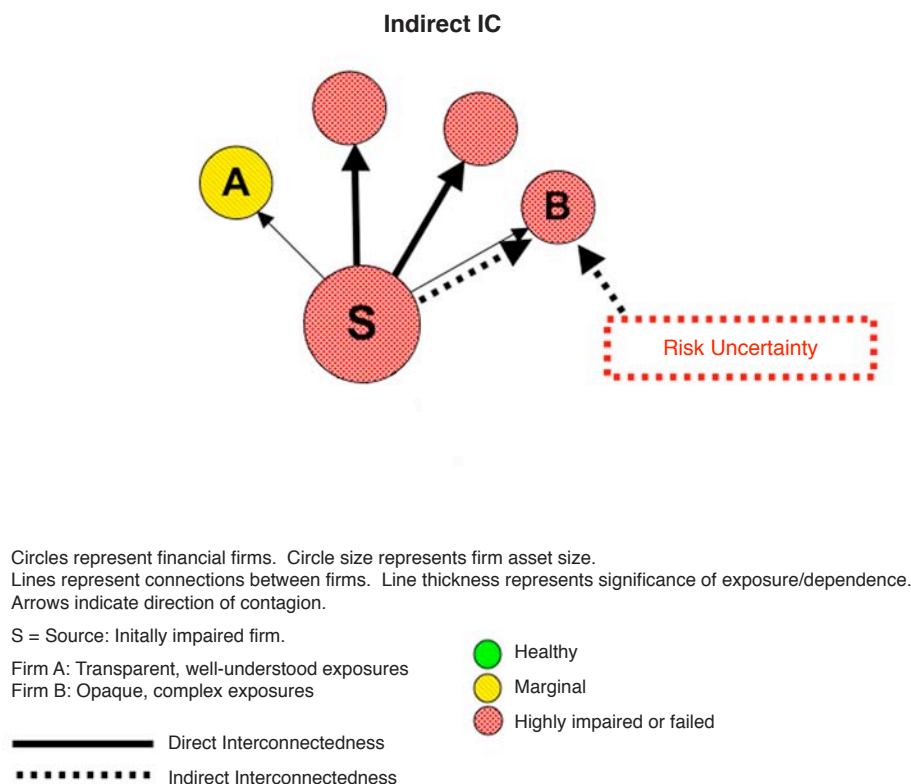 Indirect IC
A
B
S
Risk Uncertainty
Circles represent financial firms. Circle size represents firm asset size.
Lines represent connections between firms. Line thickness represents significance of exposure/dependence.
Arrows indicate direction of contagion.
S = Source: Initally impaired firm.
Firm A: Transparent, well-understood exposures
Firm B: Opaque, complex exposures
Healthy
Marginal
Highly impaired or failed
Direct Interconnectedness
Indirect Interconnectedness